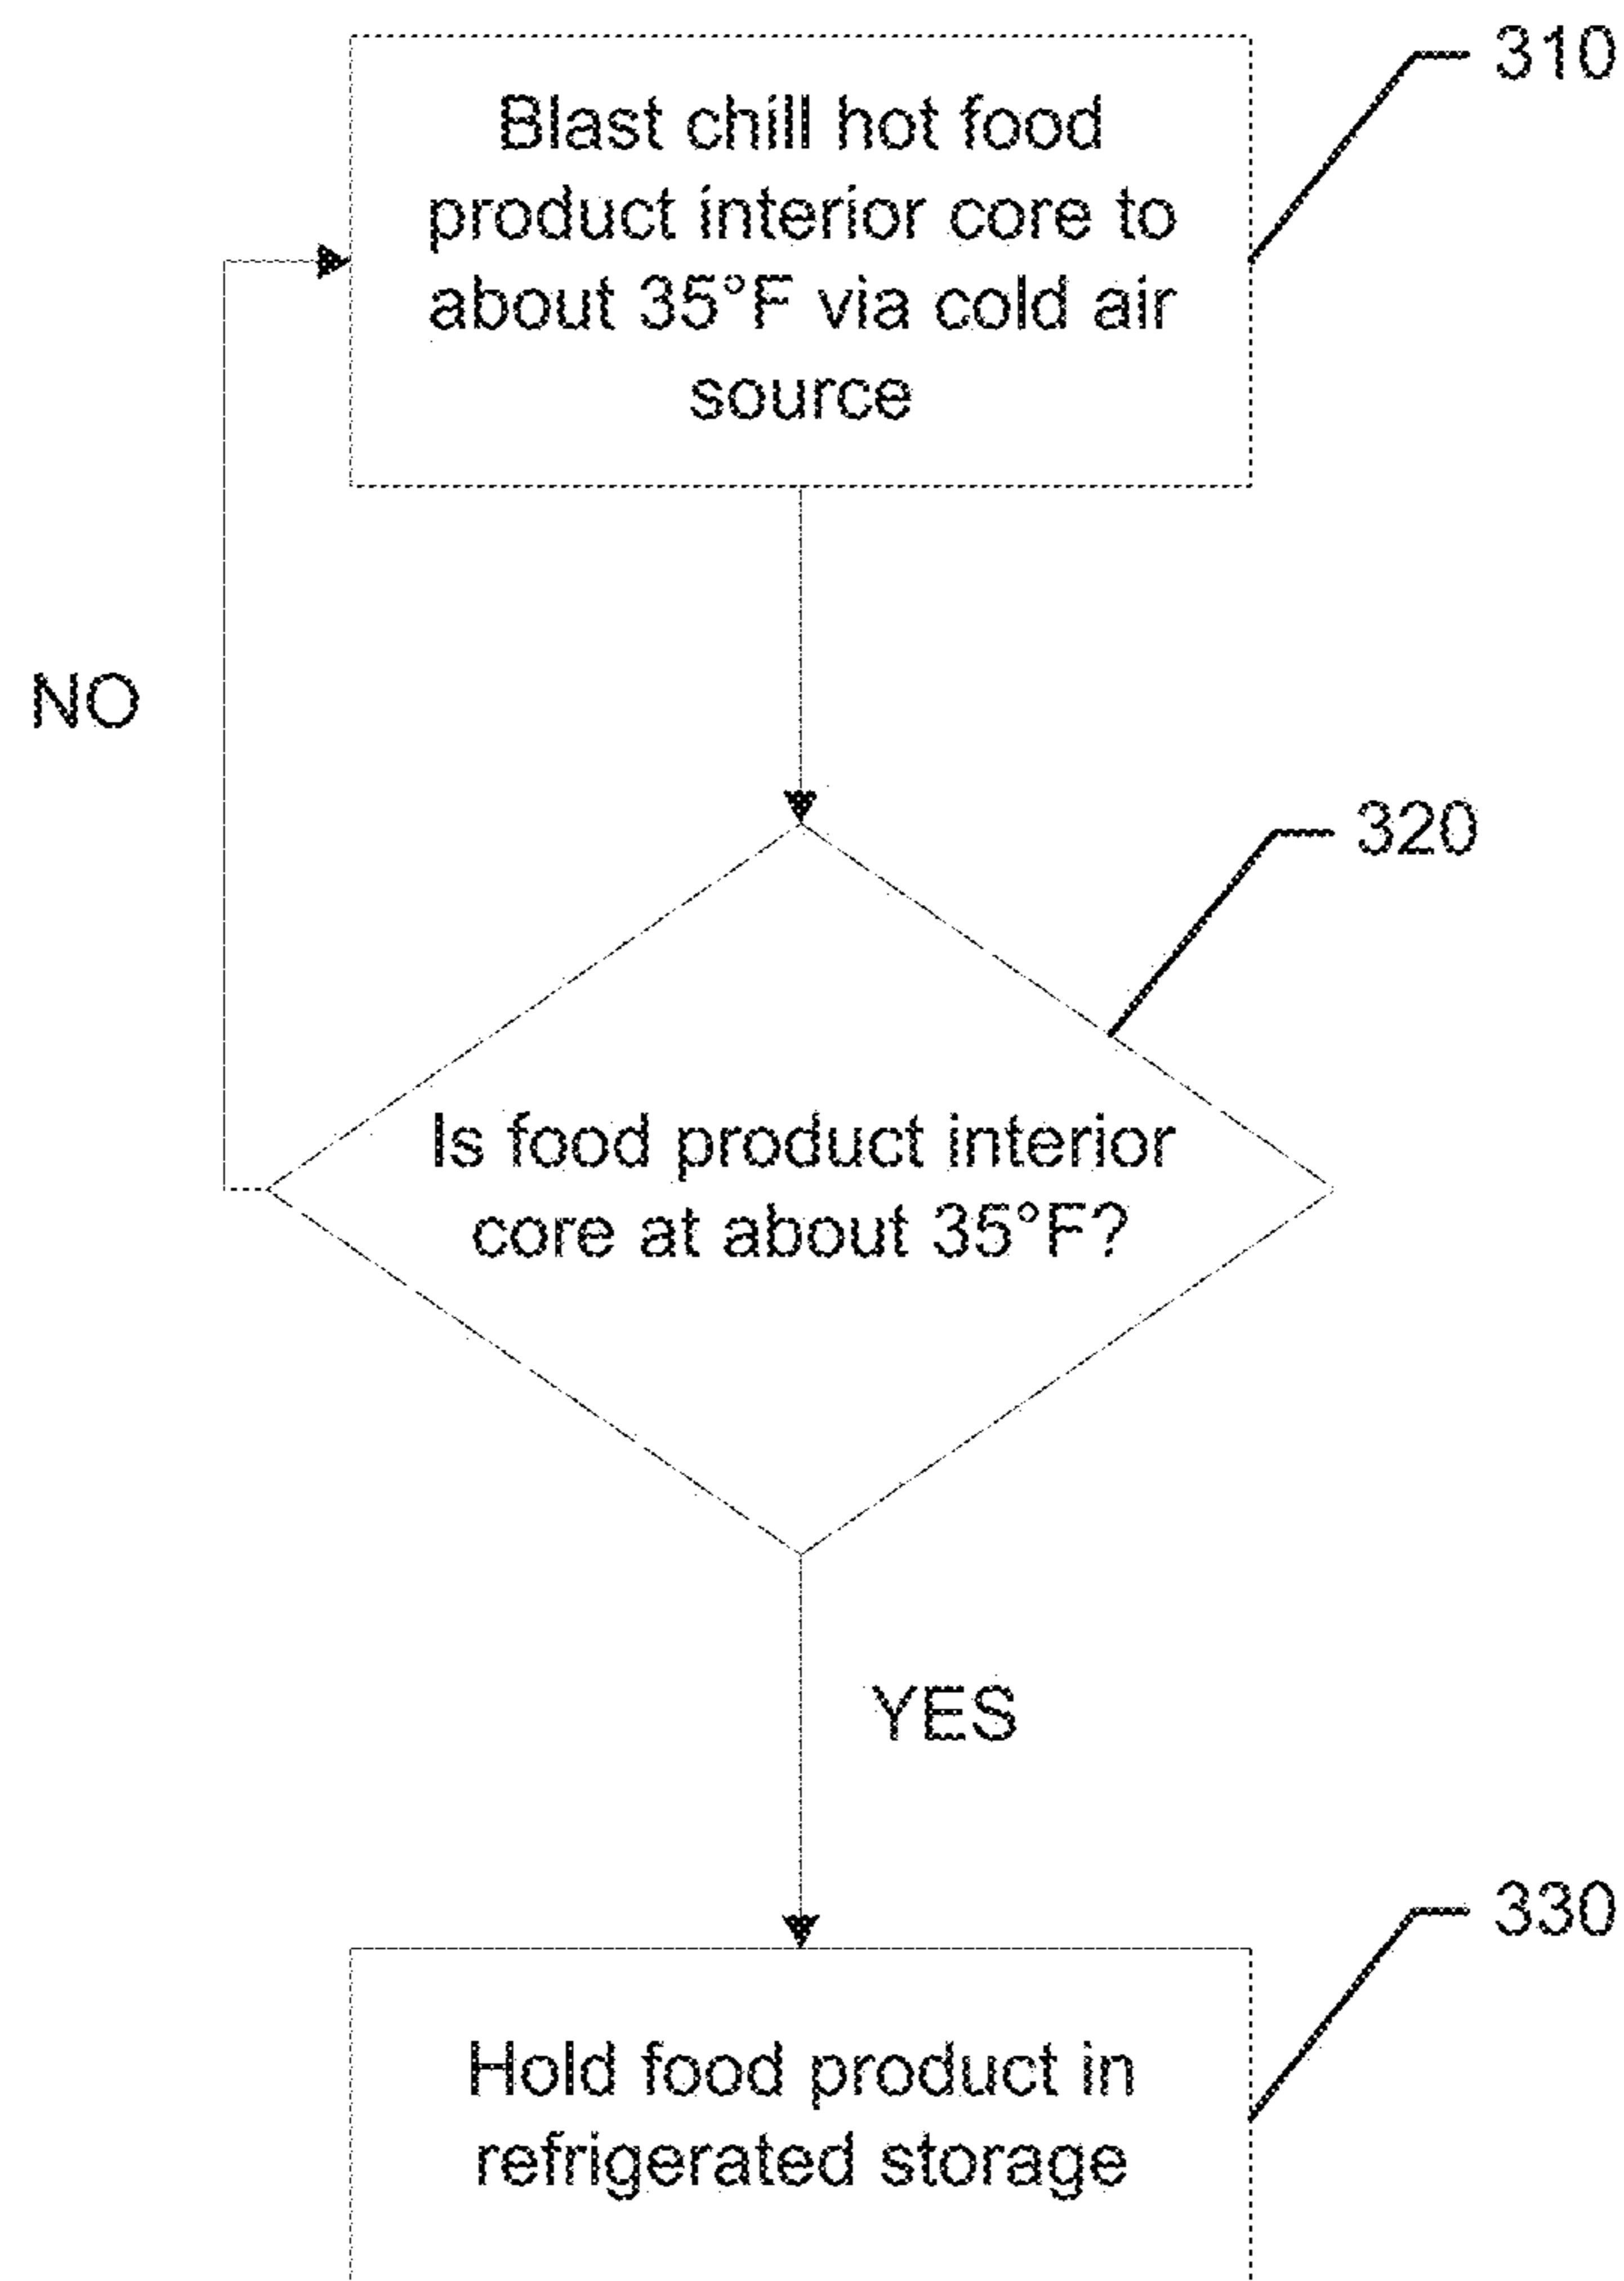 310
Blast chill hot food
product interior core to
about 35°F via cold air
source
NO
320
Is food product interior
core at about 35°F?
YES
330
Hold food product in
refrigerated storage